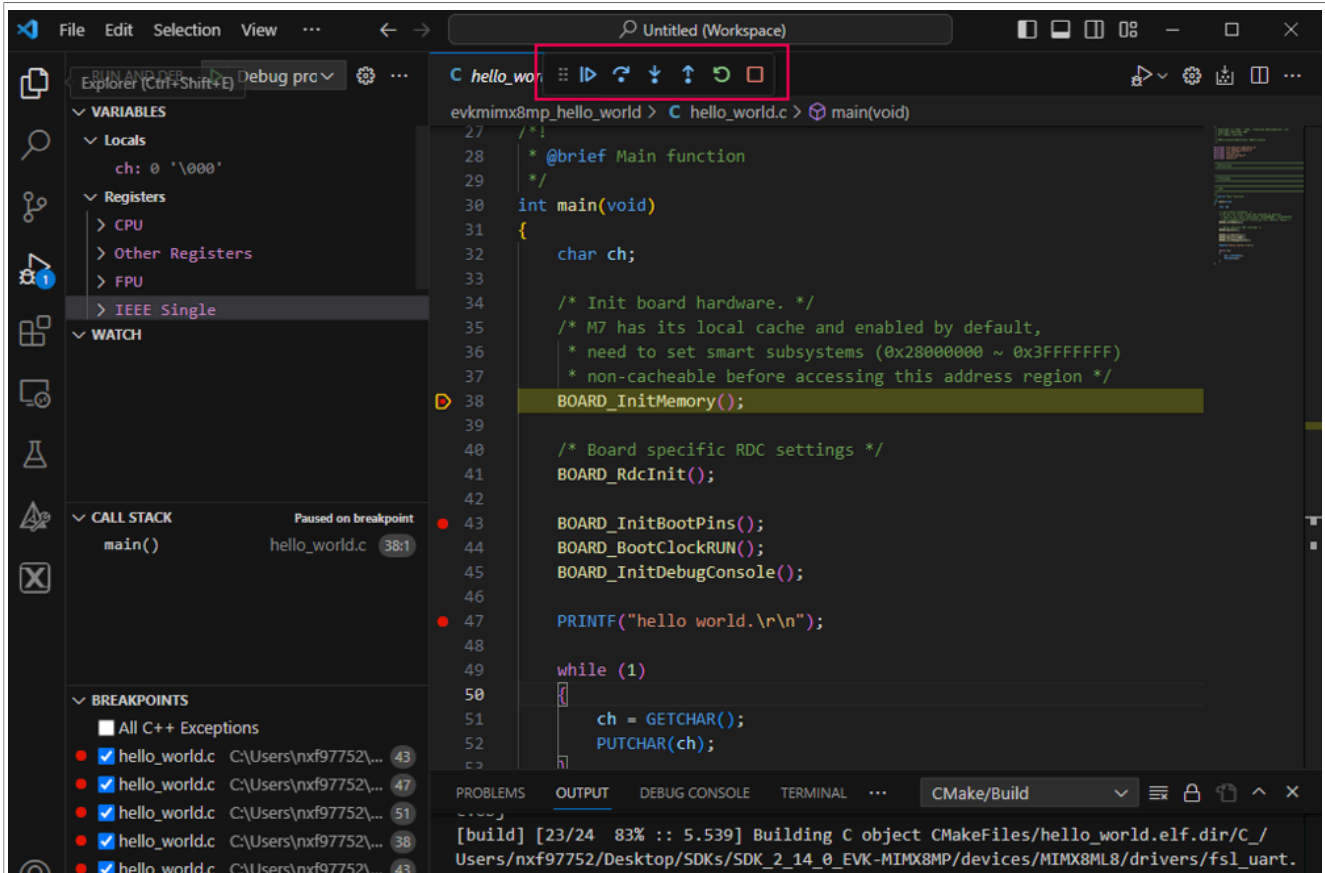 File Edit Selection View ··· Untitled (Workspace)
Explorer (Ctrl+Shift+E) Debug pro
VARIABLES
Locals
ch: 0 '\000'
Registers
CPU
Other Registers
FPU
IEEE Single
WATCH
CALL STACK Paused on breakpoint
main() hello_world.c 38:1
BREAKPOINTS
All C++ Exceptions
hello_world.c C:\Users\nxf97752\... 43
hello_world.c C:\Users\nxf97752\... 47
hello_world.c C:\Users\nxf97752\... 51
hello_world.c C:\Users\nxf97752\... 38
hello_world.c C:\Users\nxf97752\... 43
1
C hello_wor
evkmimx8mp_hello_world > C hello_world.c > main(void)
27 /*!
28 * @brief Main function
29 */
30 int main(void)
31 {
32 char ch;
33
34 /* Init board hardware. */
35 /* M7 has its local cache and enabled by default,
36 * need to set smart subsystems (0x28000000 ~ 0x3FFFFFFF)
37 * non-cacheable before accessing this address region */
38 BOARD_InitMemory();
39
40 /* Board specific RDC settings */
41 BOARD_RdcInit();
42
43 BOARD_InitBootPins();
44 BOARD_BootClockRUN();
45 BOARD_InitDebugConsole();
46
47 PRINTF("hello world.\r\n");
48
49 while (1)
50 {
51 ch = GETCHAR();
52 PUTCHAR(ch);
53 }
PROBLEMS OUTPUT DEBUG CONSOLE TERMINAL ··· CMake/Build
[build] [23/24 83% :: 5.539] Building C object CMakeFiles/hello_world.elf.dir/C_/
Users/nxf97752/Desktop/SDKs/SDK_2_14_0_EVK-MIMX8MP/devices/MIMX8ML8/drivers/fsl_uart.